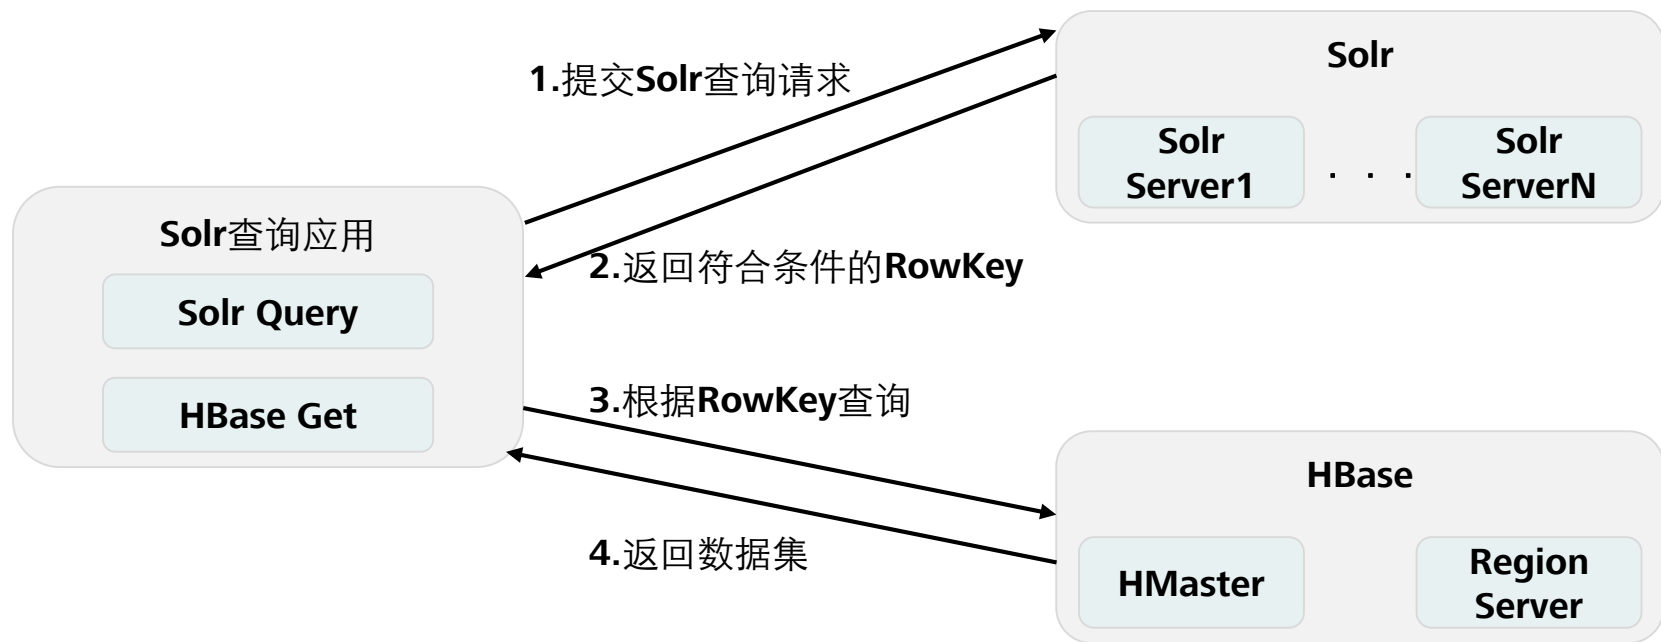 Solr查询应用
Solr Query
HBase Get
1.提交Solr查询请求
2.返回符合条件的RowKey
3.根据RowKey查询
4.返回数据集
Solr
Solr
Server1
. . .
Solr
ServerN
HBase
HMaster
Region
Server